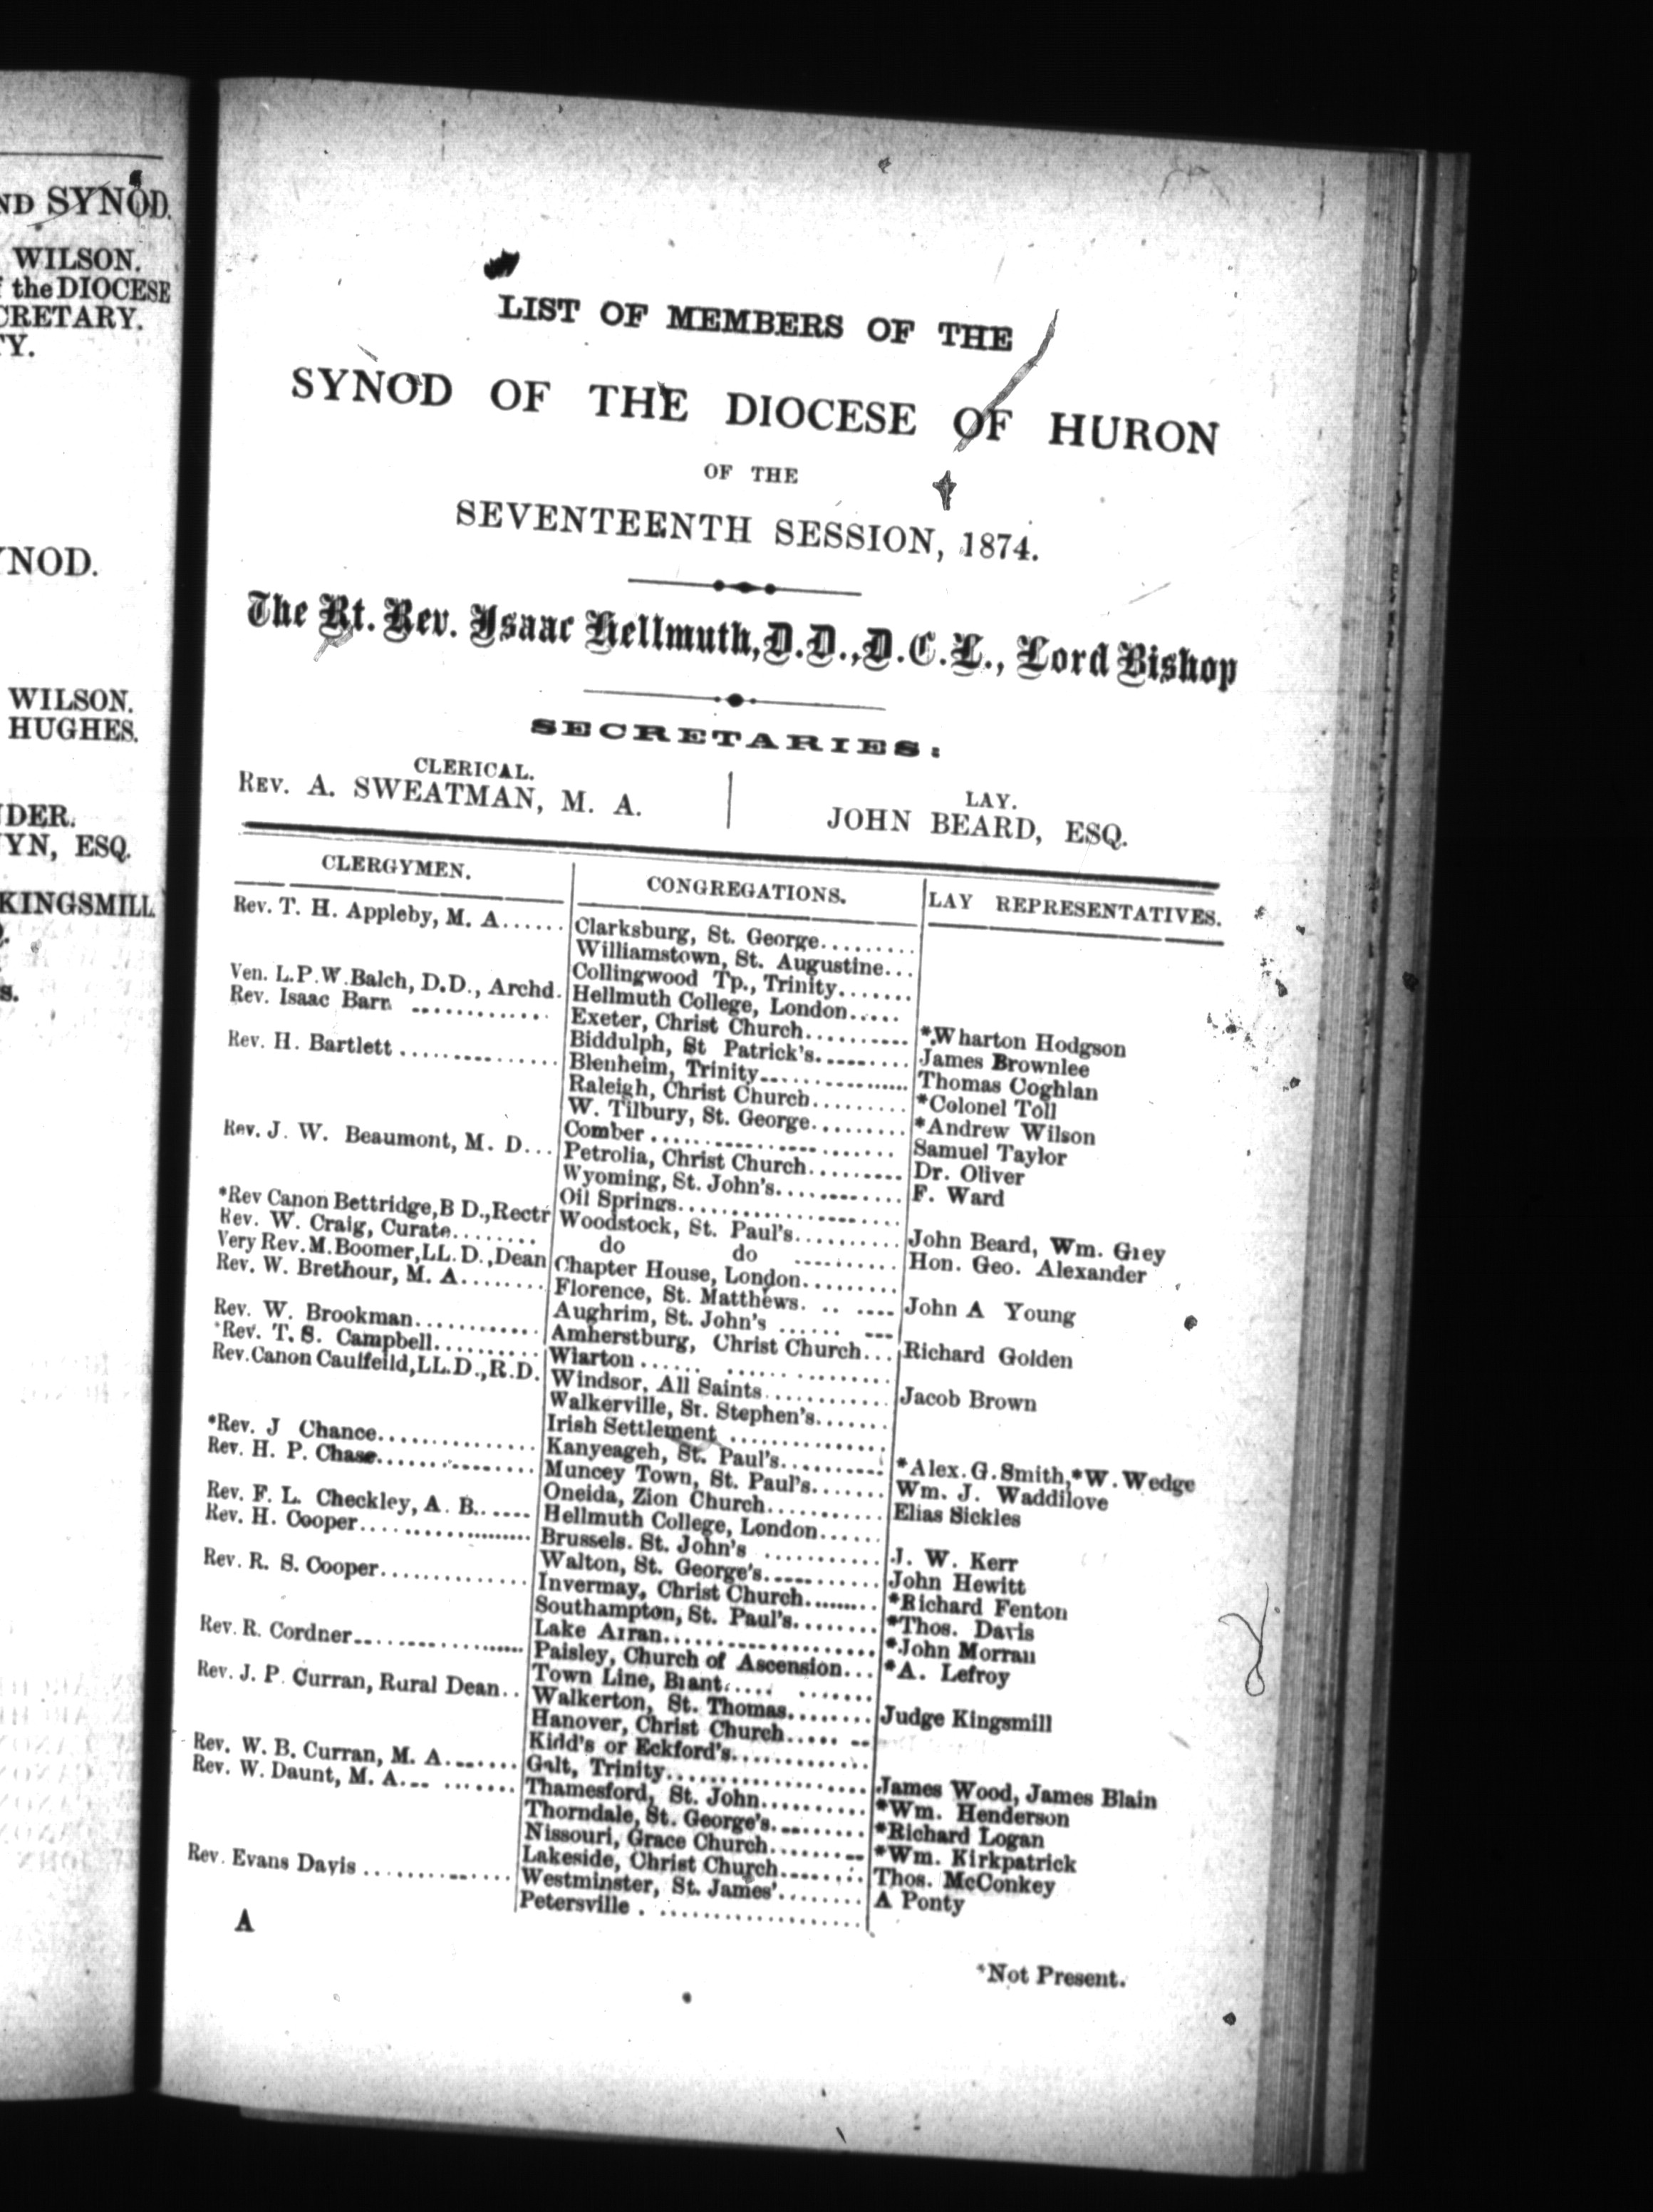 ND SYNOD.
WILSON.
the DIOCESE
CRETARY.
TY.
YNOD.
WILSON.
HUGHES.
DER.
YN, ESQ.
KINGSMILL
s.
LIST OF MEMBERS OF THE
SYNOD OF THE DIOCESE OF HURON
OF THE
SEVENTEENTH SESSION, 1874.
The Rt. Rev. Isaac Hellmuth, D.D., D.C.L., Lord Bishop
SECRETARIES:
CLERICAL. LAY.
REV. A. SWEATMAN, M. A. JOHN BEARD, ESQ.
CLERGYMEN. CONGREGATIONS. LAY REPRESENTATIVES.
Rev. T. H. Appleby, M. A...... Clarksburg, St. George.........
Williamstown, St. Augustine...
Collingwood Tp., Trinity.......
Ven. L.P.W. Balch, D.D., Archd. Hellmuth College, London.....
Rev. Isaac Barr ............. Exeter, Christ Church.......... *Wharton Hodgson
Biddulph, St Patrick's......... James Brownlee
Rev. H. Bartlett ............... Blenheim, Trinity.............. Thomas Coghlan
Raleigh, Christ Church......... *Colonel Toll
W. Tilbury, St. George........ *Andrew Wilson
Comber ....................... Samuel Taylor
Rev. J. W. Beaumont, M. D... Petrolia, Christ Church......... Dr. Oliver
Wyoming, St. John's............ F. Ward
Oil Springs....................
*Rev Canon Bettridge, B D., Rectr Woodstock, St. Paul's.......... John Beard, Wm. Grey
Rev. W. Craig, Curate........ do do .......... Hon. Geo. Alexander
Very Rev. M. Boomer, LL. D., Dean Chapter House, London.........
Rev. W. Brethour, M. A........ Florence, St. Matthews. .. .... John A Young
Aughrim, St. John's ...... ...
Rev. W. Brookman............ Amherstburg, Christ Church... Richard Golden
*Rev. T. S. Campbell.......... Wiarton ...... ...............
Rev. Canon Caulfeild, LL.D., R.D. Windsor, All Saints............ Jacob Brown
Walkerville, St. Stephen's.......
Irish Settlement ..............
*Rev. J Chance............... Kanyeageh, St. Paul's.......... *Alex. G. Smith, *W. Wedge
Rev. H. P. Chase............... Muncey Town, St. Paul's....... Wm. J. Waddilove
Oneida, Zion Church........... Elias Sickles
Rev. F. L. Checkley, A. B...... Hellmuth College, London......
Rev. H. Cooper................. Brussels. St. John's ........... J. W. Kerr
Walton, St. George's........... John Hewitt
Rev. R. S. Cooper............. Invermay, Christ Church........ *Richard Fenton
Southampton, St. Paul's........ *Thos. Davis
Lake Arran.................... *John Morran
Rev. R. Cordner................ Paisley, Church of Ascension... *A. Lefroy
Town Line, Brant..... .......
Rev. J. P. Curran, Rural Dean.. Walkerton, St. Thomas........ Judge Kingsmill
Hanover, Christ Church..... ..
Kidd's or Eckford's.............
Rev. W. B. Curran, M. A....... Galt, Trinity................... James Wood, James Blain
Rev. W. Daunt, M. A... ....... Thamesford, St. John.......... *Wm. Henderson
Thorndale, St. George's......... *Richard Logan
Nissouri, Grace Church......... *Wm. Kirkpatrick
Lakeside, Christ Church........ Thos. McConkey
Rev. Evans Davis .............. Westminster, St. James'........ A Ponty
Petersville . ...................
A
*Not Present.